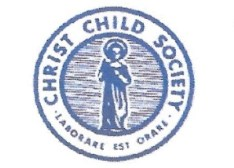 CHRIST CHILD SOCIETY
· LABORARE EST ORARE ·